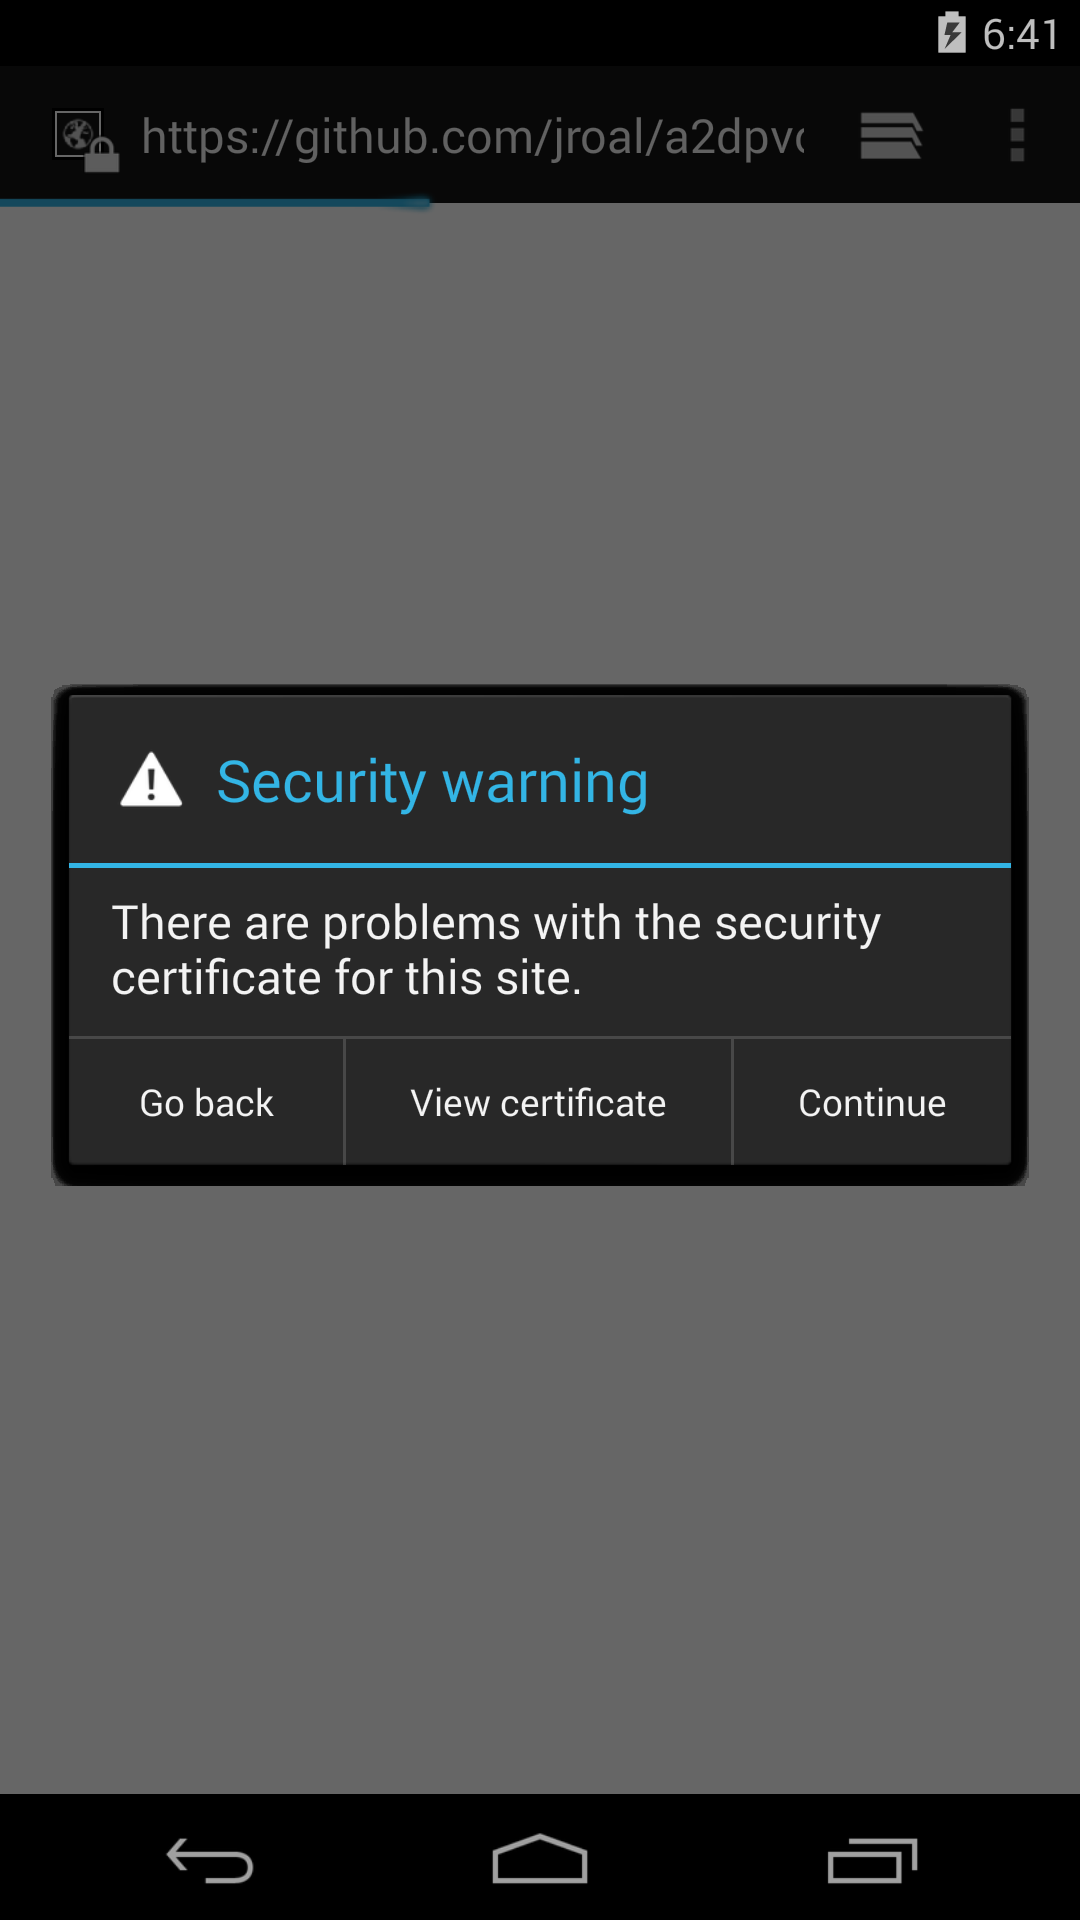 6:41
https://github.com/jroal/a2dpvo
Security warning
There are problems with the security
certificate for this site.
Go back
View certificate
Continue